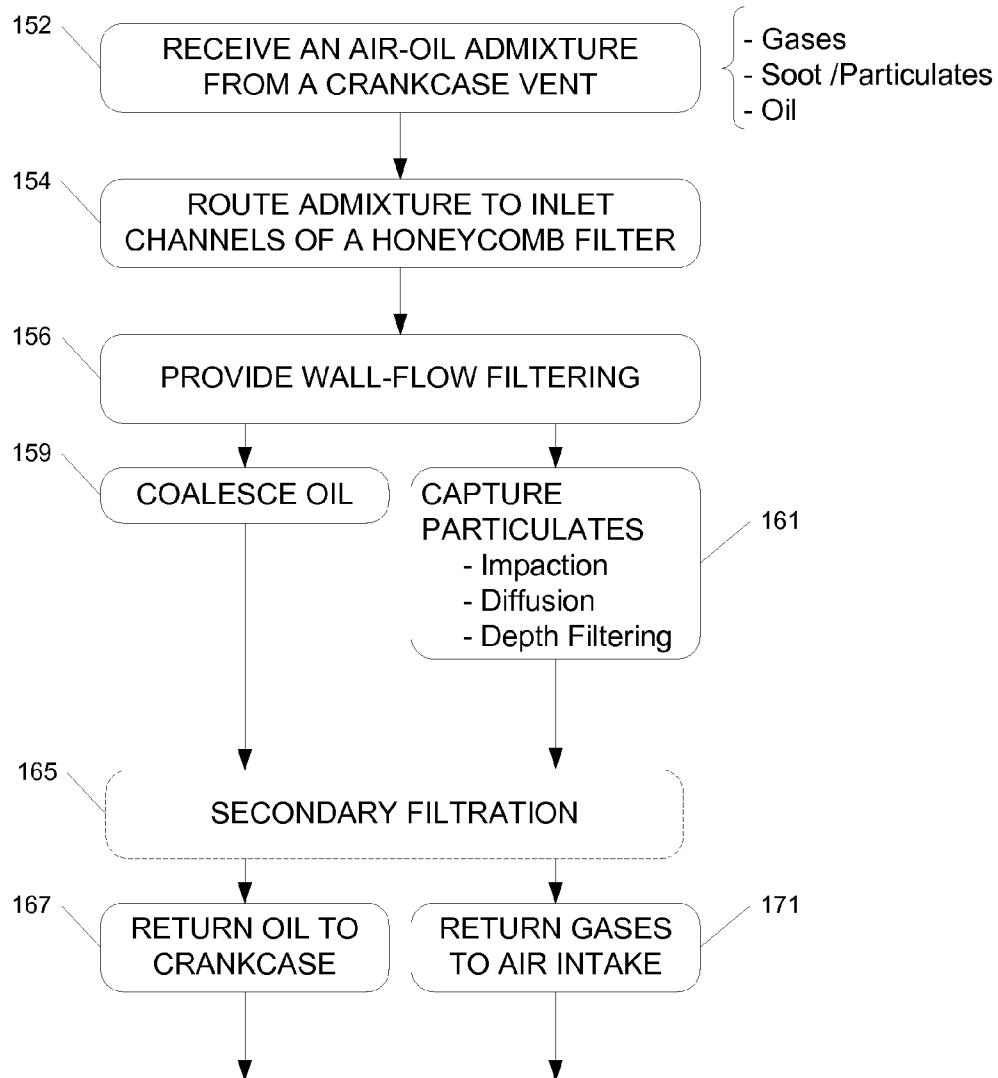 152
RECEIVE AN AIR-OIL ADMIXTURE
FROM A CRANKCASE VENT
- Gases
- Soot /Particulates
- Oil
154
ROUTE ADMIXTURE TO INLET
CHANNELS OF A HONEYCOMB FILTER
156
PROVIDE WALL-FLOW FILTERING
159
COALESCE OIL
CAPTURE
PARTICULATES
- Impaction
- Diffusion
- Depth Filtering
161
165
SECONDARY FILTRATION
167
RETURN OIL TO
CRANKCASE
RETURN GASES
TO AIR INTAKE
171